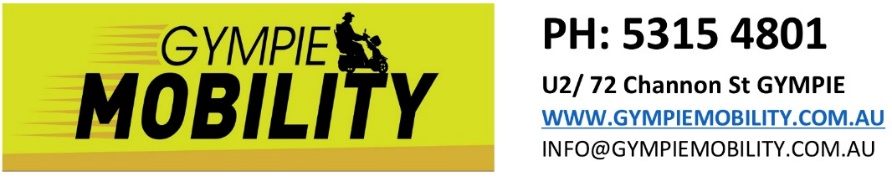 GYMPIE
MOBILITY
PH: 5315 4801
U2/ 72 Channon St GYMPIE
WWW.GYMPIEMOBILITY.COM.AU
INFO@GYMPIEMOBILITY.COM.AU